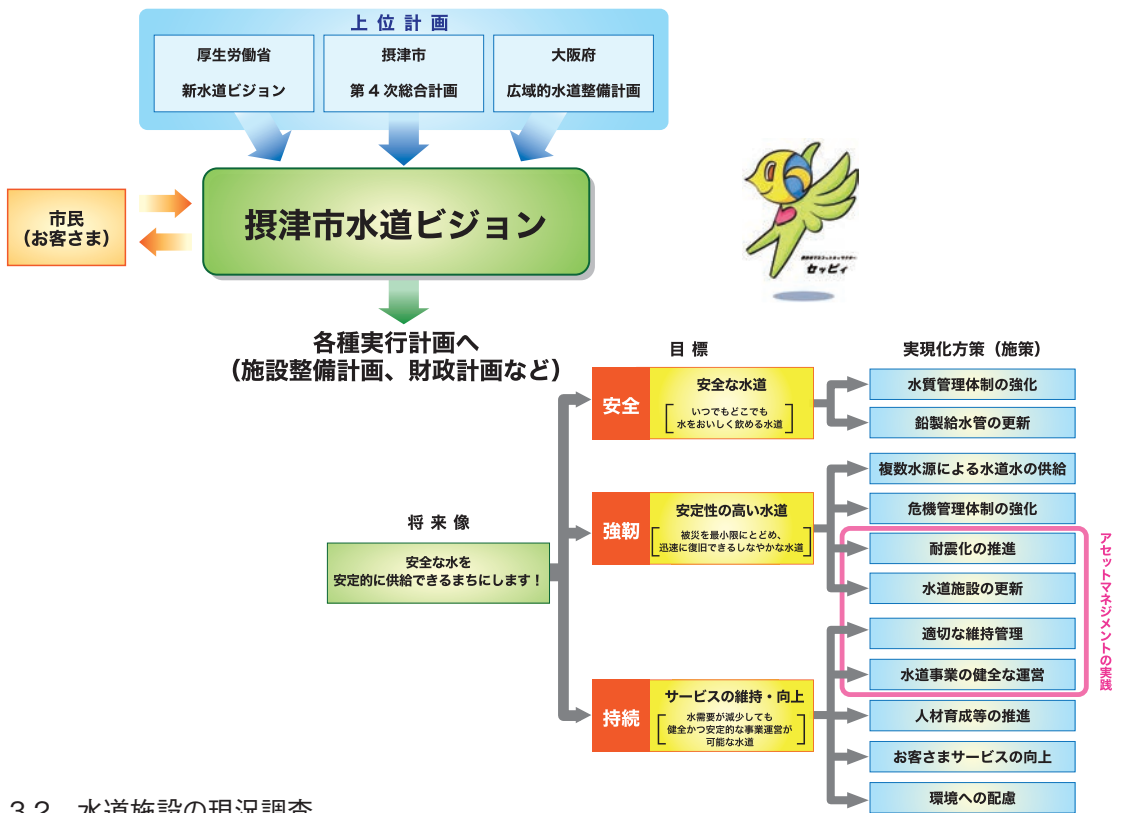 上位計画
厚生労働省
新水道ビジョン
摂津市
第４次総合計画
大阪府
広域的水道整備計画
市民
（お客さま）
摂津市水道ビジョン
セッピィ
各種実行計画へ
（施設整備計画、財政計画など）
目標
実現化方策（施策）
将来像
安全な水を
安定的に供給できるまちにします！
安全
安全な水道
いつでもどこでも
水をおいしく飲める水道
水質管理体制の強化
鉛製給水管の更新
強靭
安定性の高い水道
被災を最小限にとどめ、
迅速に復旧できるしなやかな水道
複数水源による水道水の供給
危機管理体制の強化
耐震化の推進
水道施設の更新
持続
サービスの維持・向上
水需要が減少しても
健全かつ安定的な事業運営が
可能な水道
適切な維持管理
水道事業の健全な運営
人材育成等の推進
お客さまサービスの向上
環境への配慮
アセットマネジメントの実践
3.2 水道施設の現況調査